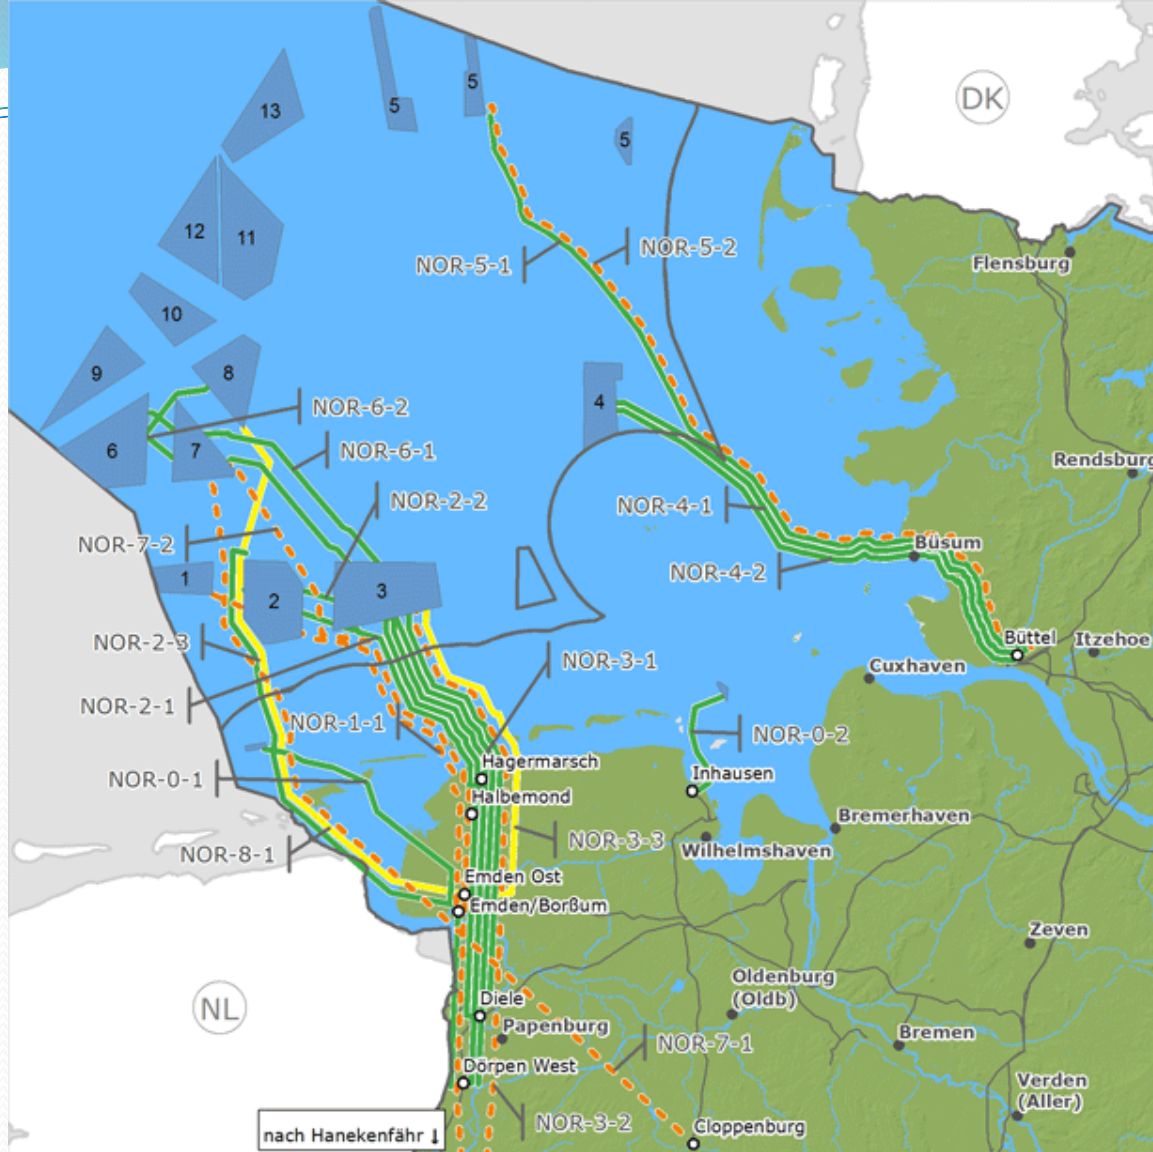 DK
13
5
5
5
12
11
NOR-5-1
NOR-5-2
Flensburg
10
9
8
4
NOR-6-2
6
7
NOR-6-1
Rendsburg
NOR-2-2
NOR-4-1
NOR-7-2
Büsum
NOR-4-2
1
2
3
NOR-2-3
Büttel
Itzehoe
NOR-3-1
Cuxhaven
NOR-2-1
NOR-1-1
NOR-0-2
Hagermarsch
NOR-0-1
Inhausen
Halbemond
Bremerhaven
NOR-3-3
Wilhelmshaven
NOR-8-1
Emden Ost
Emden/Borßum
Zeven
Oldenburg
(Oldb)
NL
Diele
Papenburg
NOR-7-1
Bremen
Dörpen West
Verden
(Aller)
NOR-3-2
Cloppenburg
nach Hanekenfähr ↓